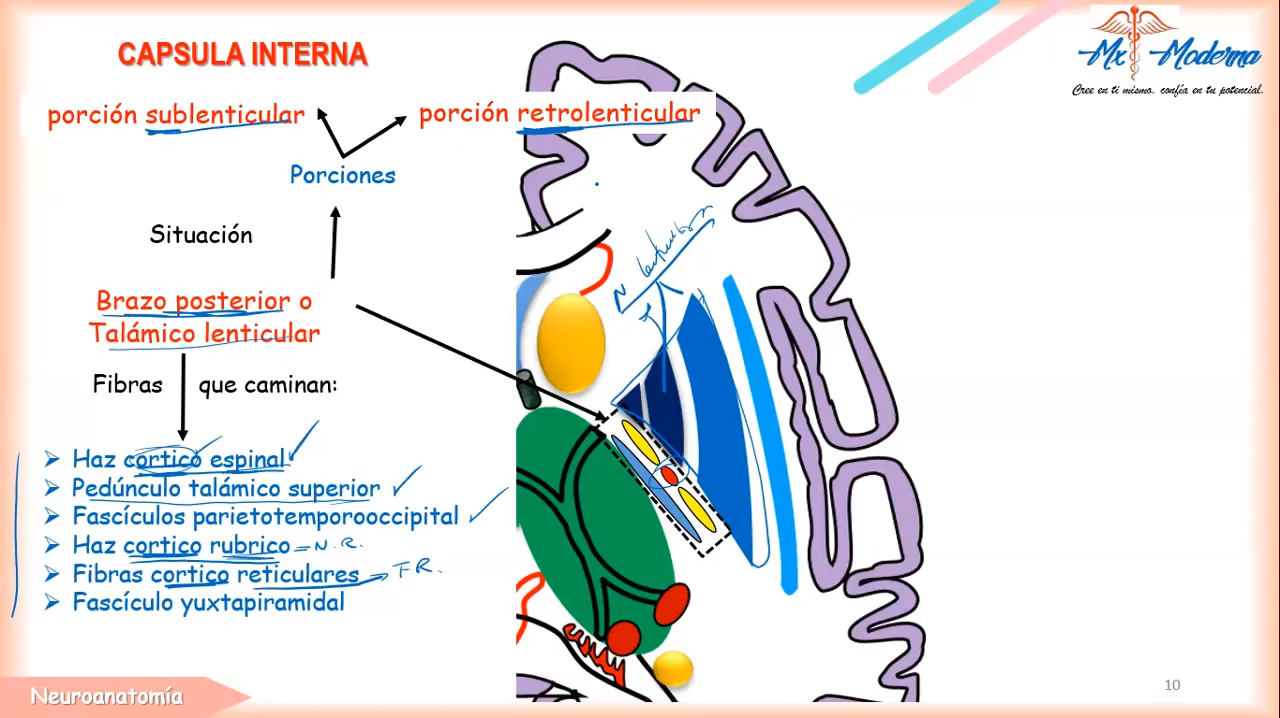 CAPSULA INTERNA
Mx Moderna
Cree en ti mismo, confía en tu potencial.
porción sublenticular
porción retrolenticular
Porciones
Situación
N lenticular
Brazo posterior o
Talámico lenticular
Fibras que caminan:
Haz cortico espinal
Pedúnculo talámico superior
Fascículos parietotemporooccipital
Haz cortico rubrico = N.R.
Fibras cortico reticulares → F.R.
Fascículo yuxtapiramidal
Neuroanatomía
10